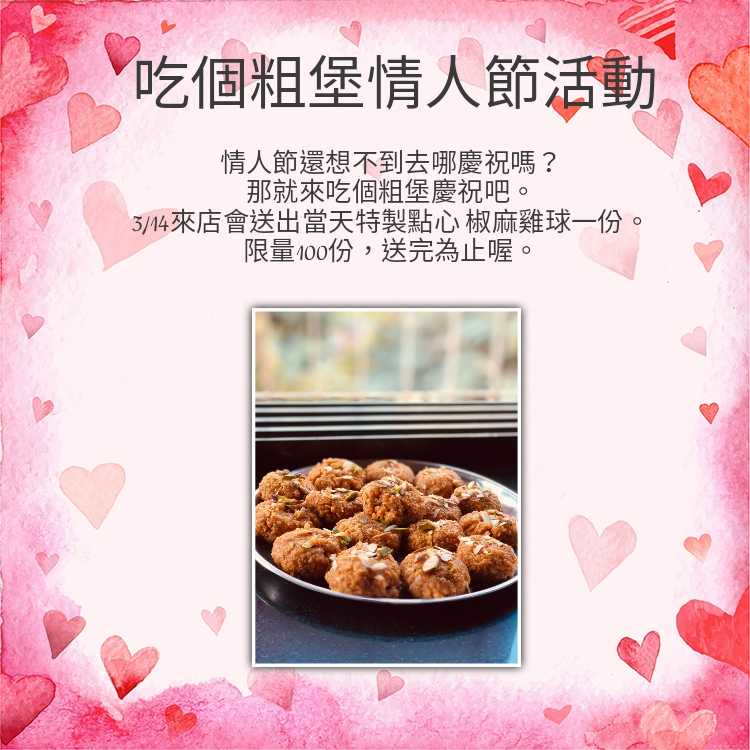 吃個粗堡情人節活動
情人節還想不到去哪慶祝嗎？
那就來吃個粗堡慶祝吧。
3/14來店會送出當天特製點心 椒麻雞球一份。
限量100份，送完為止喔。